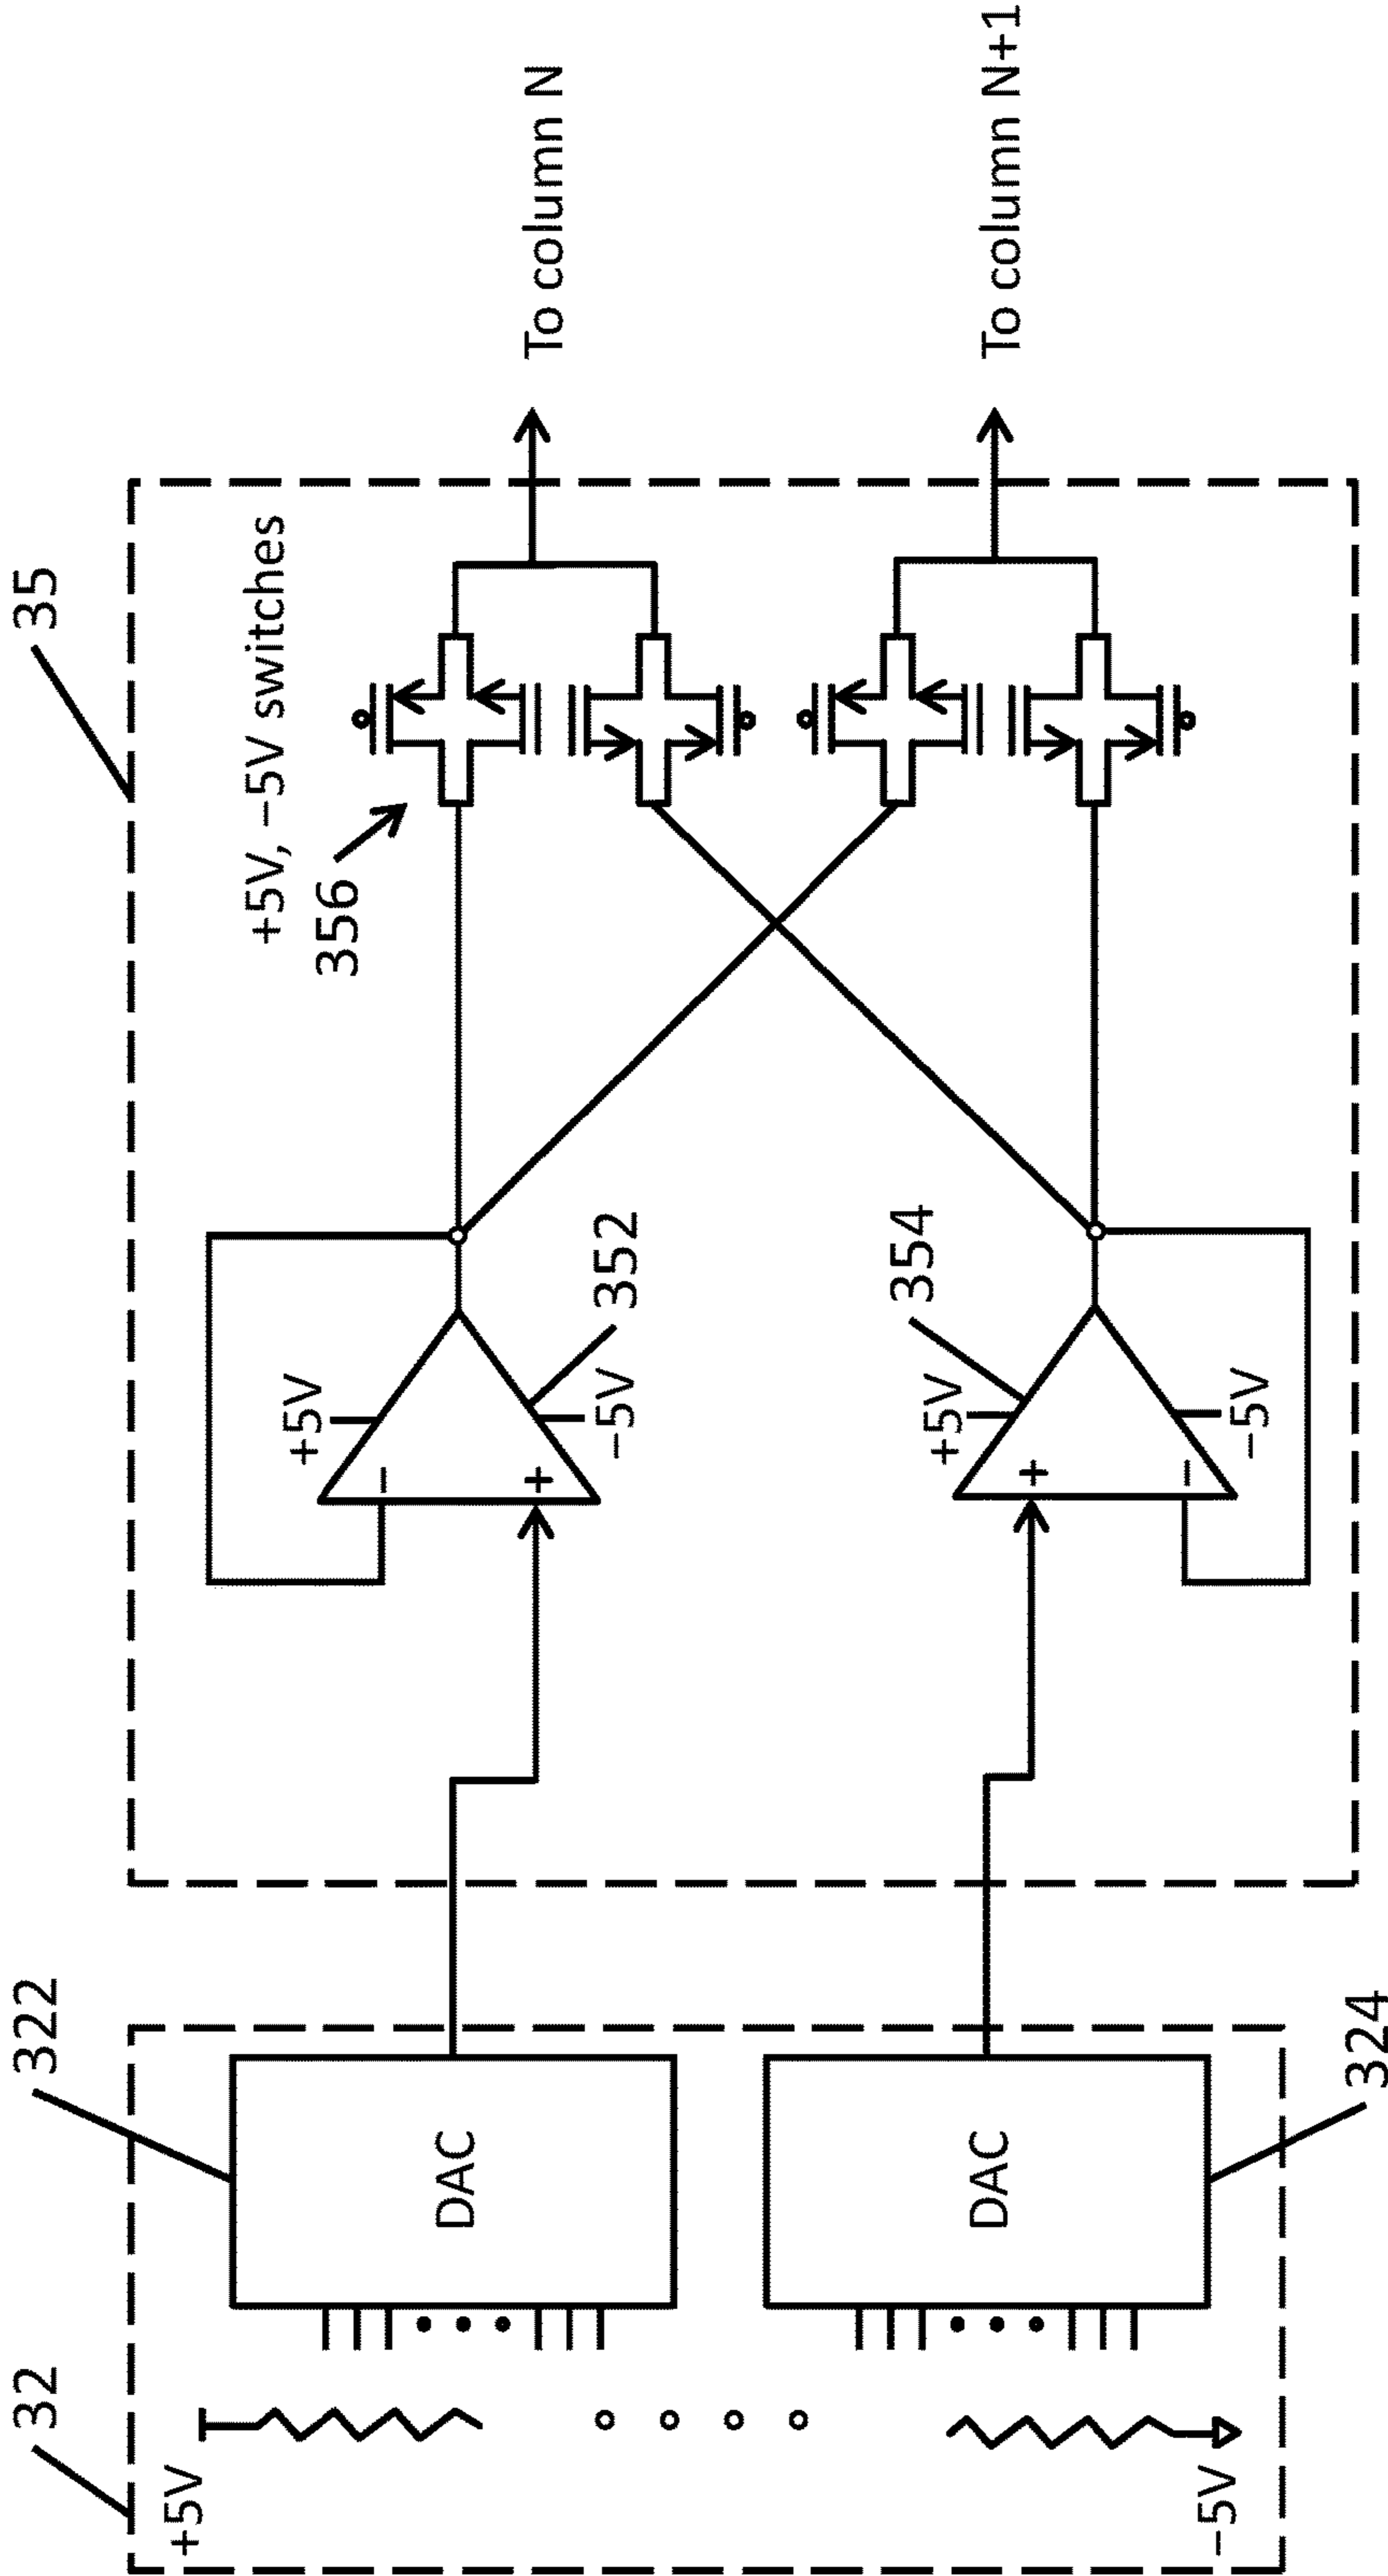 32
322
35
+5V
DAC
+5V
−
+
−5V
352
+5V, −5V switches
356
To column N
−5V
DAC
324
+5V
354
+
−
−5V
To column N+1